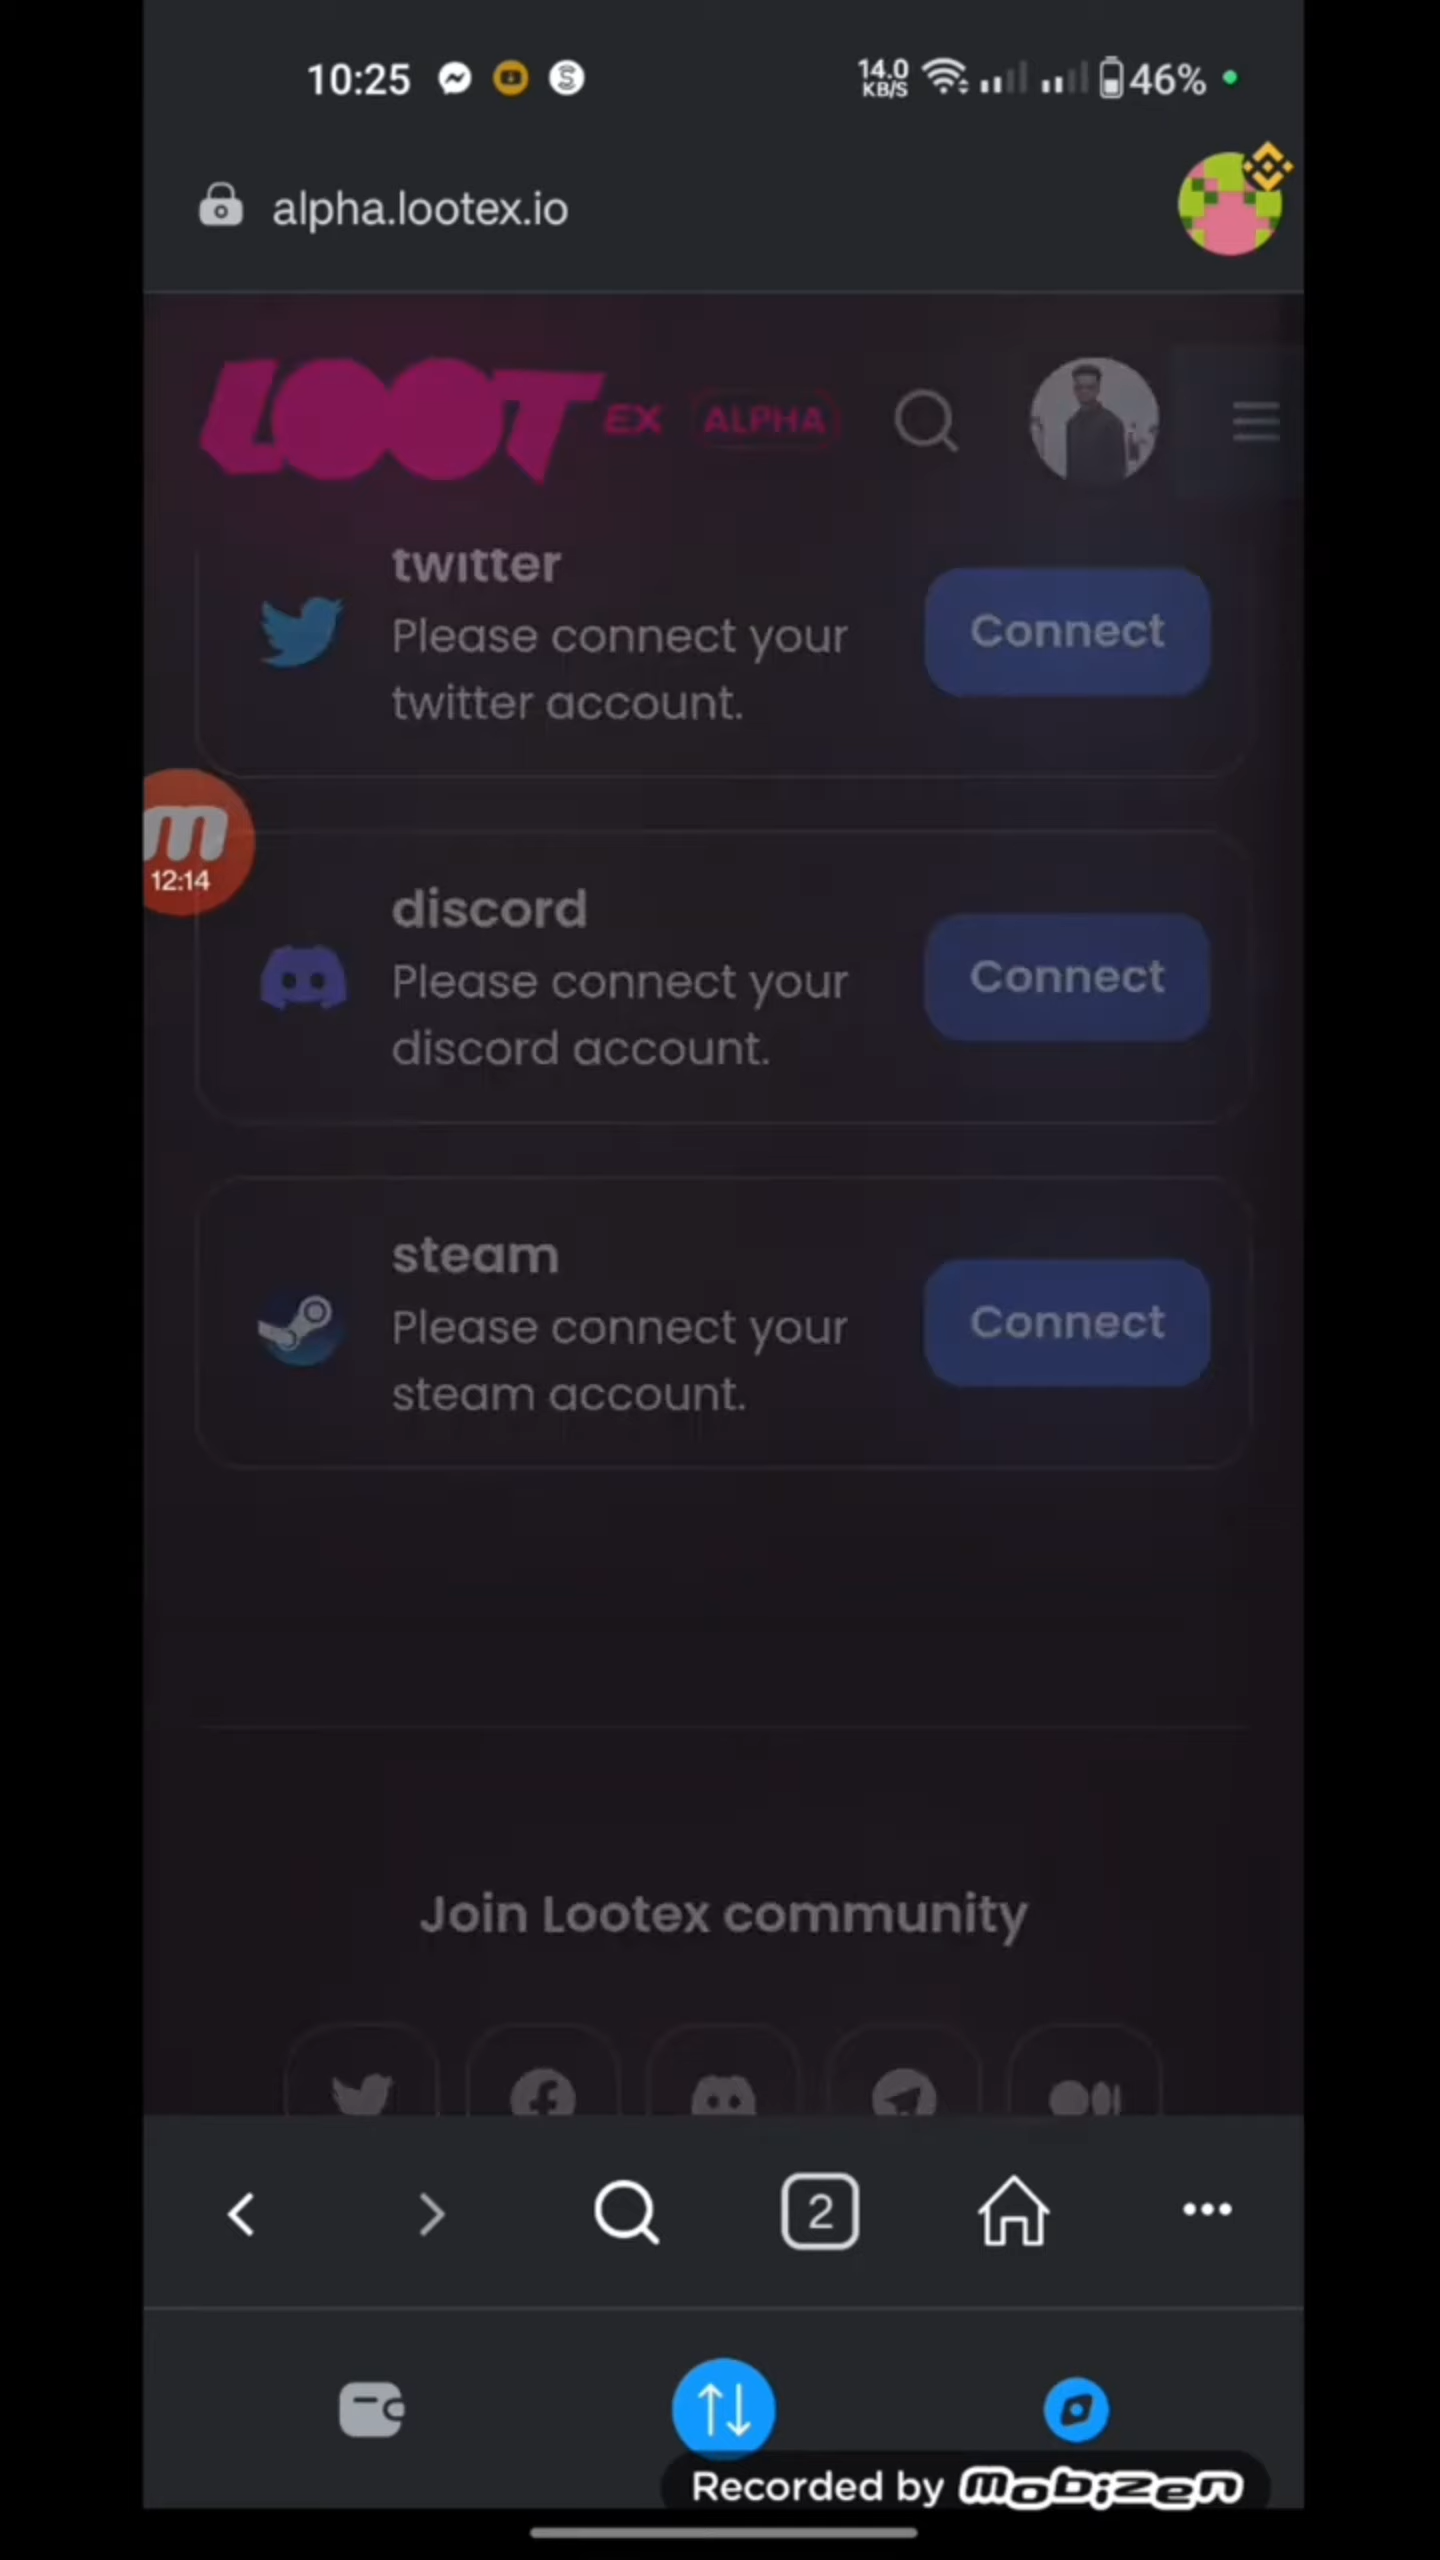 10:25
14.0
KB/S
46%
alpha.lootex.io
LOOT EX ALPHA
twitter
Please connect your
twitter account.
Connect
m
12:14
discord
Please connect your
discord account.
Connect
steam
Please connect your
steam account.
Connect
Join Lootex community
2
Recorded by mobizen